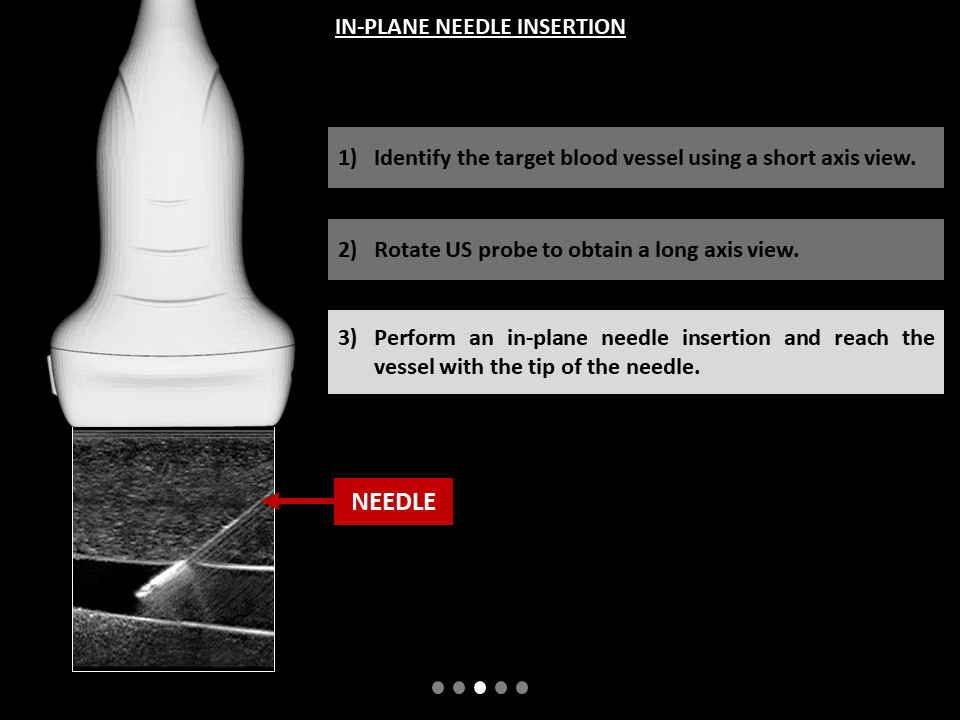 IN-PLANE NEEDLE INSERTION
1) Identify the target blood vessel using a short axis view.
2) Rotate US probe to obtain a long axis view.
3) Perform an in-plane needle insertion and reach the
vessel with the tip of the needle.
NEEDLE